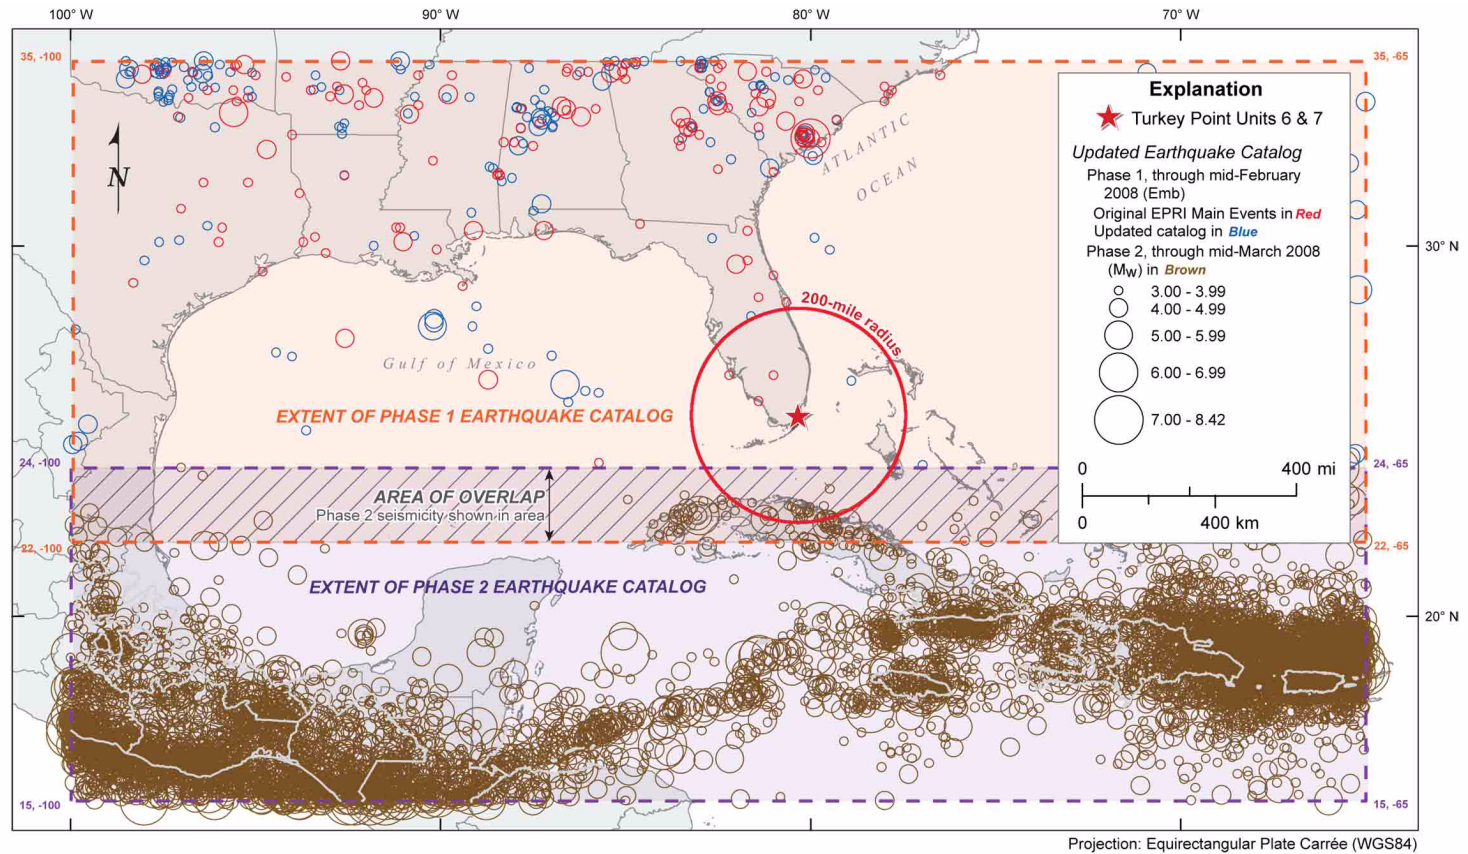 100° W
90° W
80° W
70° W
35, -100
35, -65
N
ATLANTIC
OCEAN
Explanation
Turkey Point Units 6 & 7
Updated Earthquake Catalog
Phase 1, through mid-February
2008 (Emb)
Original EPRI Main Events in Red
Updated catalog in Blue
Phase 2, through mid-March 2008
(Mw) in Brown
3.00 - 3.99
4.00 - 4.99
5.00 - 5.99
6.00 - 6.99
7.00 - 8.42
0
400 mi
0
400 km
30° N
200-mile radius
Gulf of Mexico
EXTENT OF PHASE 1 EARTHQUAKE CATALOG
24, -100
24, -65
AREA OF OVERLAP
Phase 2 seismicity shown in area
22, -100
22, -65
EXTENT OF PHASE 2 EARTHQUAKE CATALOG
20° N
15, -100
15, -65
Projection: Equirectangular Plate Carrée (WGS84)